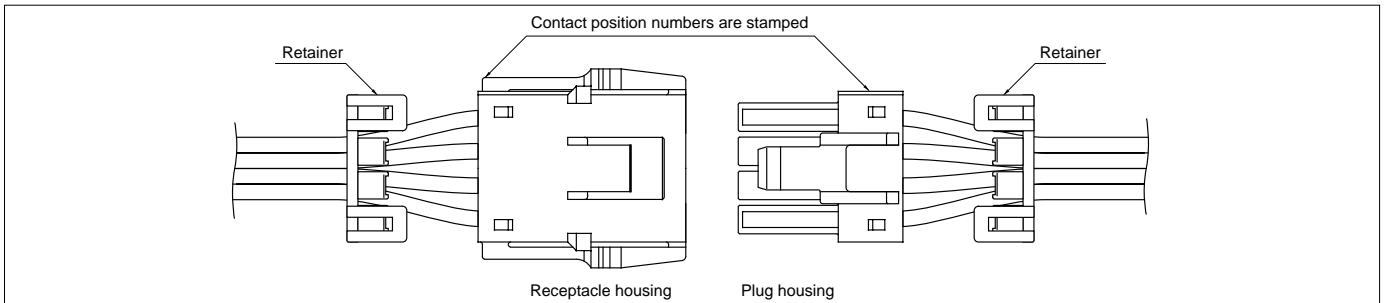 Contact position numbers are stamped
Retainer
Retainer
Receptacle housing
Plug housing